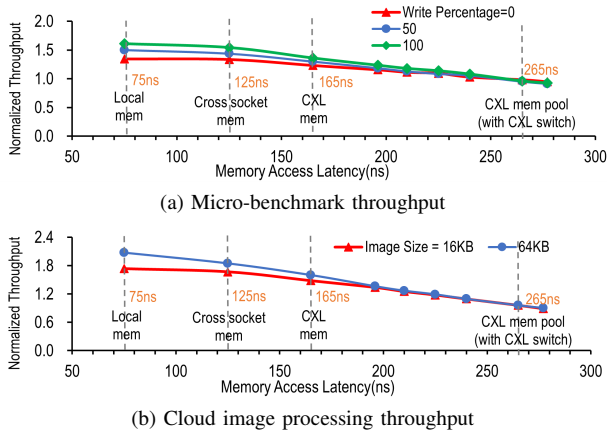 Write Percentage=0
50
100
Normalized Throughput
2.0
1.5
1.0
0.5
0.0
75ns
125ns
165ns
265ns
Local
mem
Cross socket
mem
CXL
mem
CXL mem pool
(with CXL switch)
50
100
150
200
250
300
Memory Access Latency(ns)
(a) Micro-benchmark throughput
Image Size = 16KB
64KB
Normalized Throughput
2.4
1.8
1.2
0.6
0.0
75ns
125ns
165ns
265ns
Local
mem
Cross socket
mem
CXL
mem
CXL mem pool
(with CXL switch)
50
100
150
200
250
300
Memory Access Latency(ns)
(b) Cloud image processing throughput